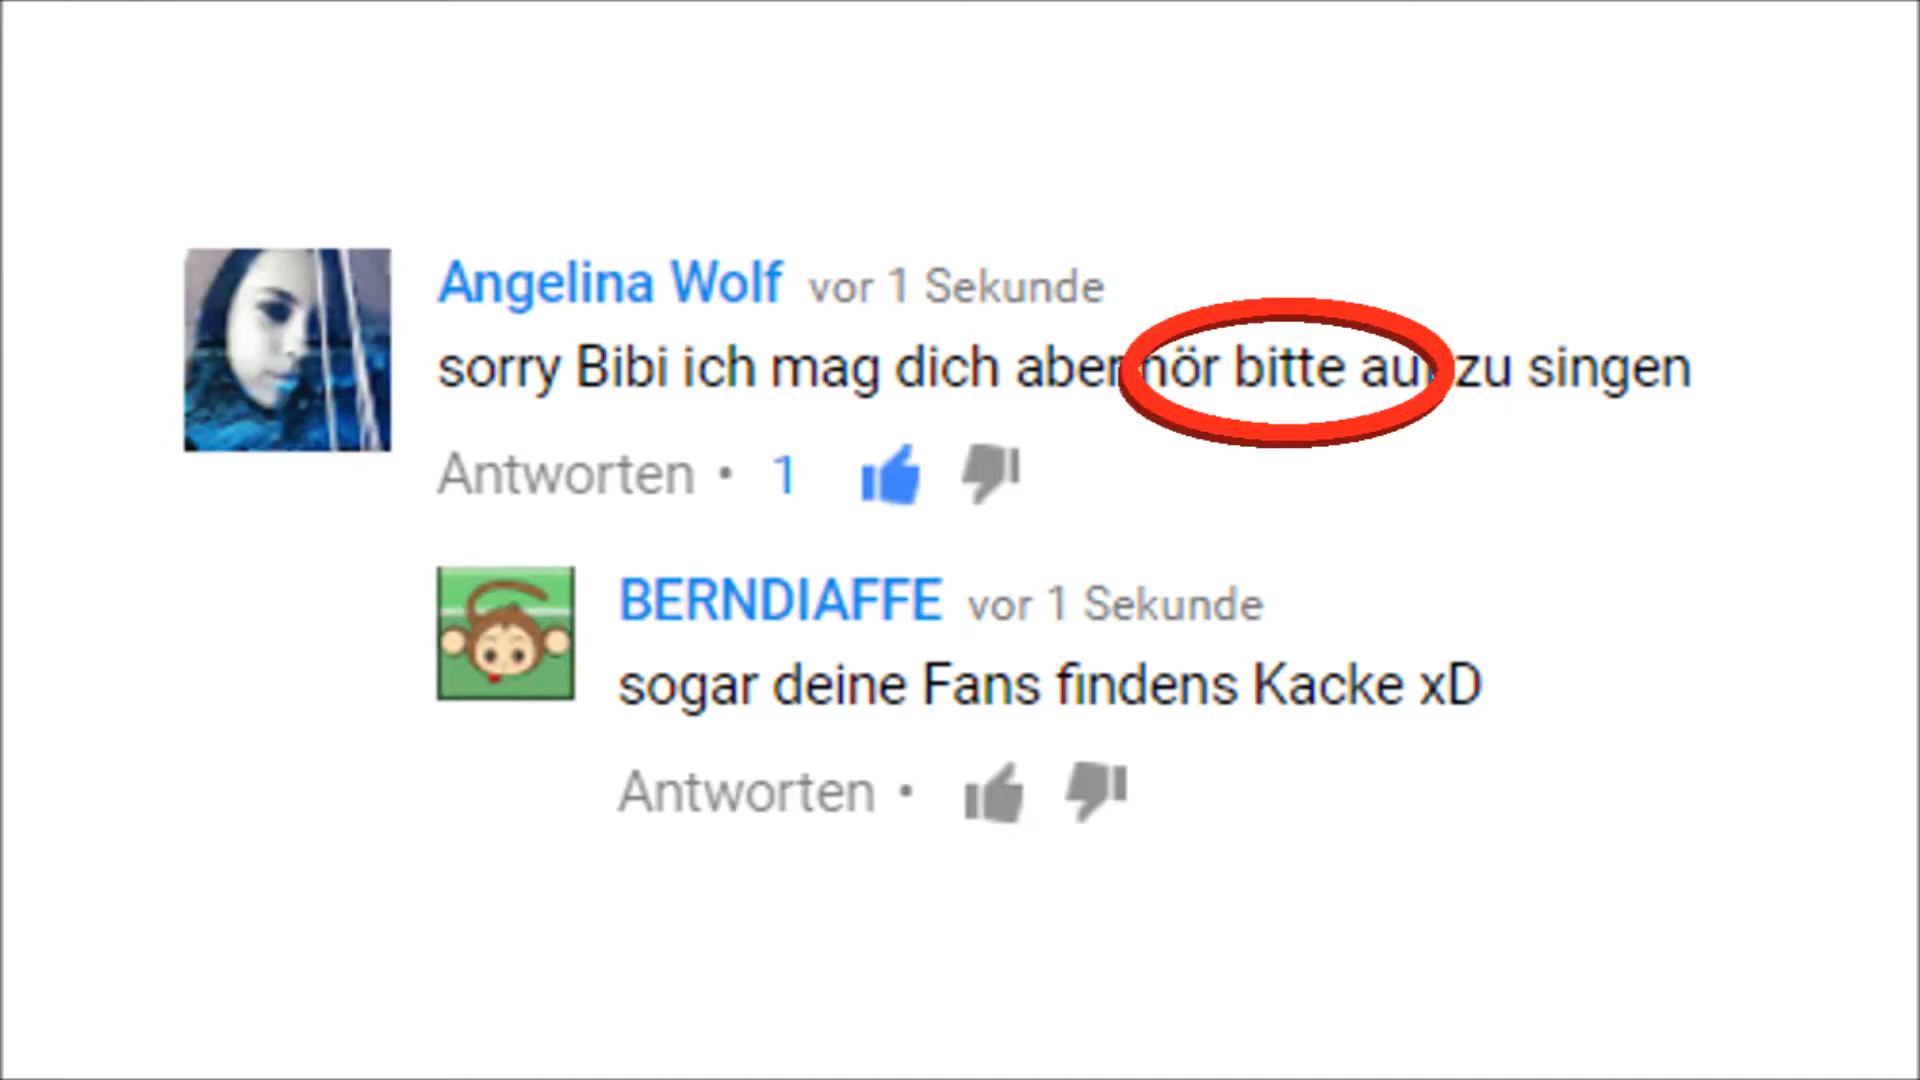 Angelina Wolf vor 1 Sekunde
sorry Bibi ich mag dich aber hör bitte auf zu singen
Antworten • 1
BERNDIAFFE vor 1 Sekunde
sogar deine Fans findens Kacke xD
Antworten •